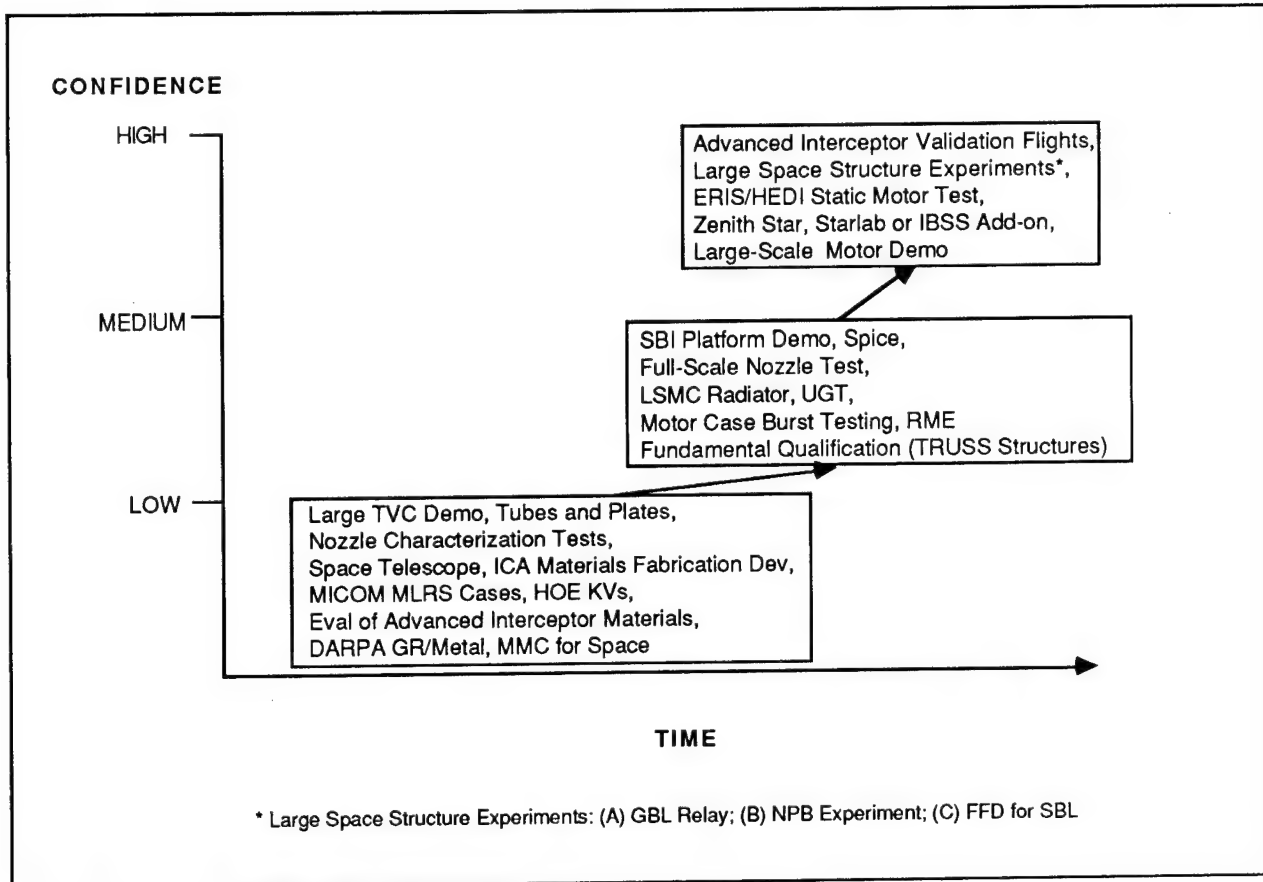 CONFIDENCE
HIGH
Advanced Interceptor Validation Flights,
Large Space Structure Experiments*,
ERIS/HEDI Static Motor Test,
Zenith Star, Starlab or IBSS Add-on,
Large-Scale Motor Demo
MEDIUM
SBI Platform Demo, Spice,
Full-Scale Nozzle Test,
LSMC Radiator, UGT,
Motor Case Burst Testing, RME
Fundamental Qualification (TRUSS Structures)
LOW
Large TVC Demo, Tubes and Plates,
Nozzle Characterization Tests,
Space Telescope, ICA Materials Fabrication Dev,
MICOM MLRS Cases, HOE KVs,
Eval of Advanced Interceptor Materials,
DARPA GR/Metal, MMC for Space
TIME
* Large Space Structure Experiments: (A) GBL Relay; (B) NPB Experiment; (C) FFD for SBL